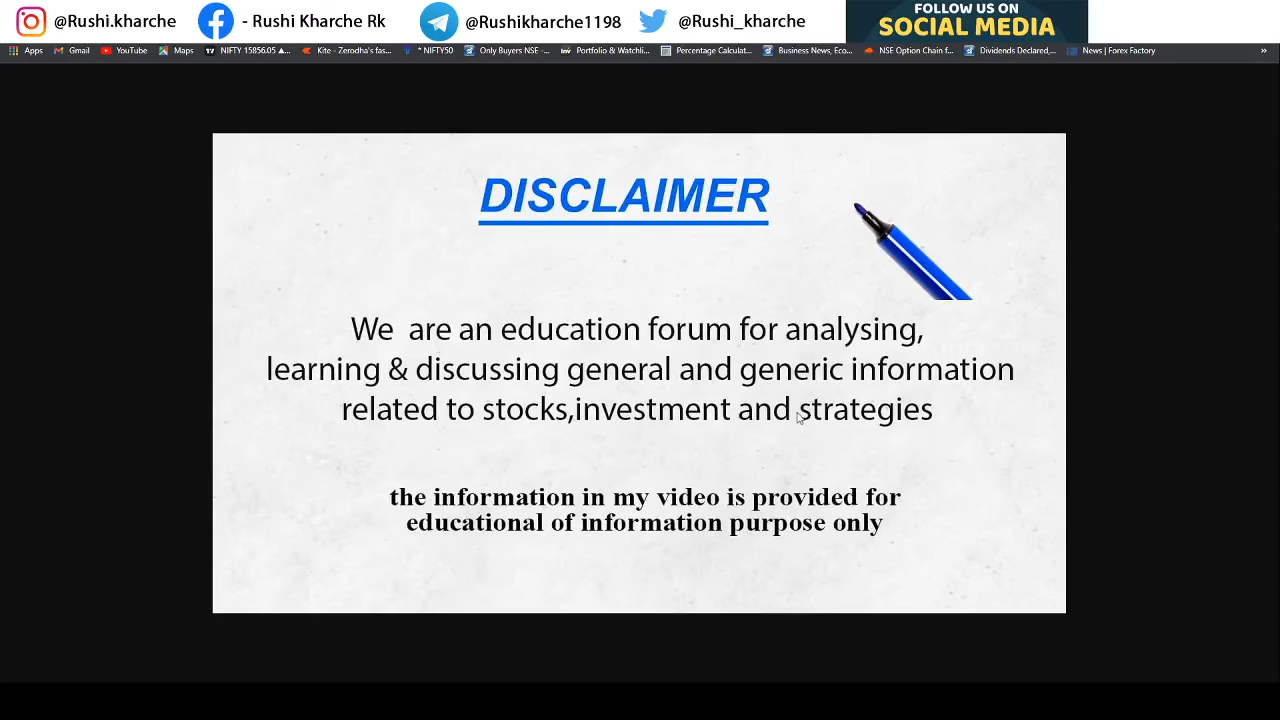 @Rushi.kharche - Rushi Kharche Rk @Rushikharche1198 @Rushi_kharche FOLLOW US ON
SOCIAL MEDIA
Apps Gmail YouTube Maps NIFTY 15856.05 ▲... Kite - Zerodha's fas... * NIFTY50 Only Buyers NSE -... Portfolio & Watchli... Percentage Calculat... Business News, Eco... NSE Option Chain f... Dividends Declared,... News | Forex Factory »
DISCLAIMER
We are an education forum for analysing,
learning & discussing general and generic information
related to stocks,investment and strategies
the information in my video is provided for
educational of information purpose only